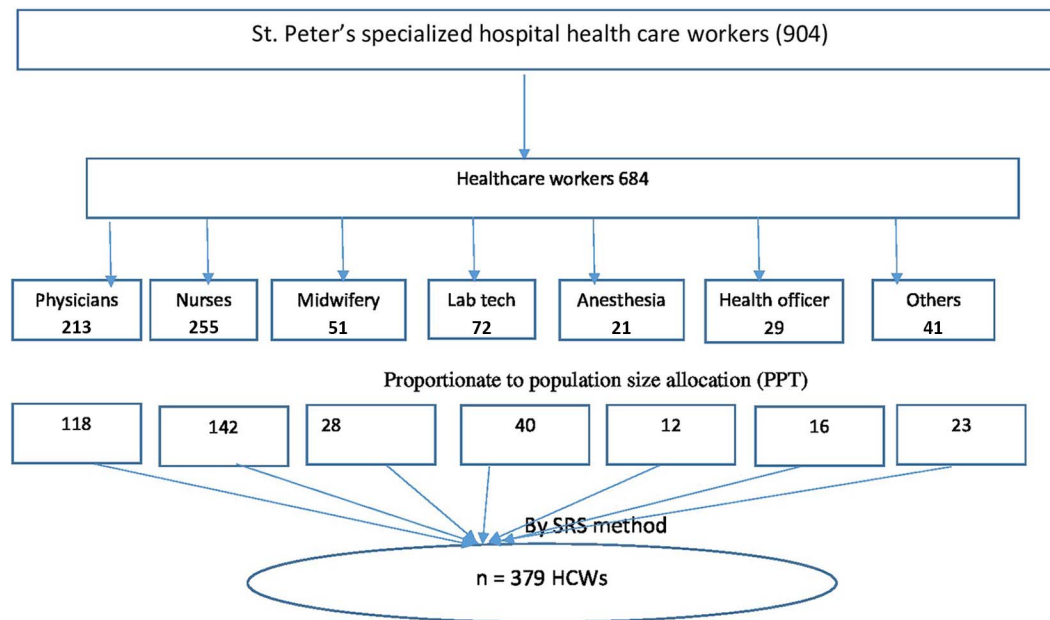 St. Peter’s specialized hospital health care workers (904)
Healthcare workers 684
Physicians
213
Nurses
255
Midwifery
51
Lab tech
72
Anesthesia
21
Health officer
29
Others
41
Proportionate to population size allocation (PPT)
118
142
28
40
12
16
23
By SRS method
n = 379 HCWs